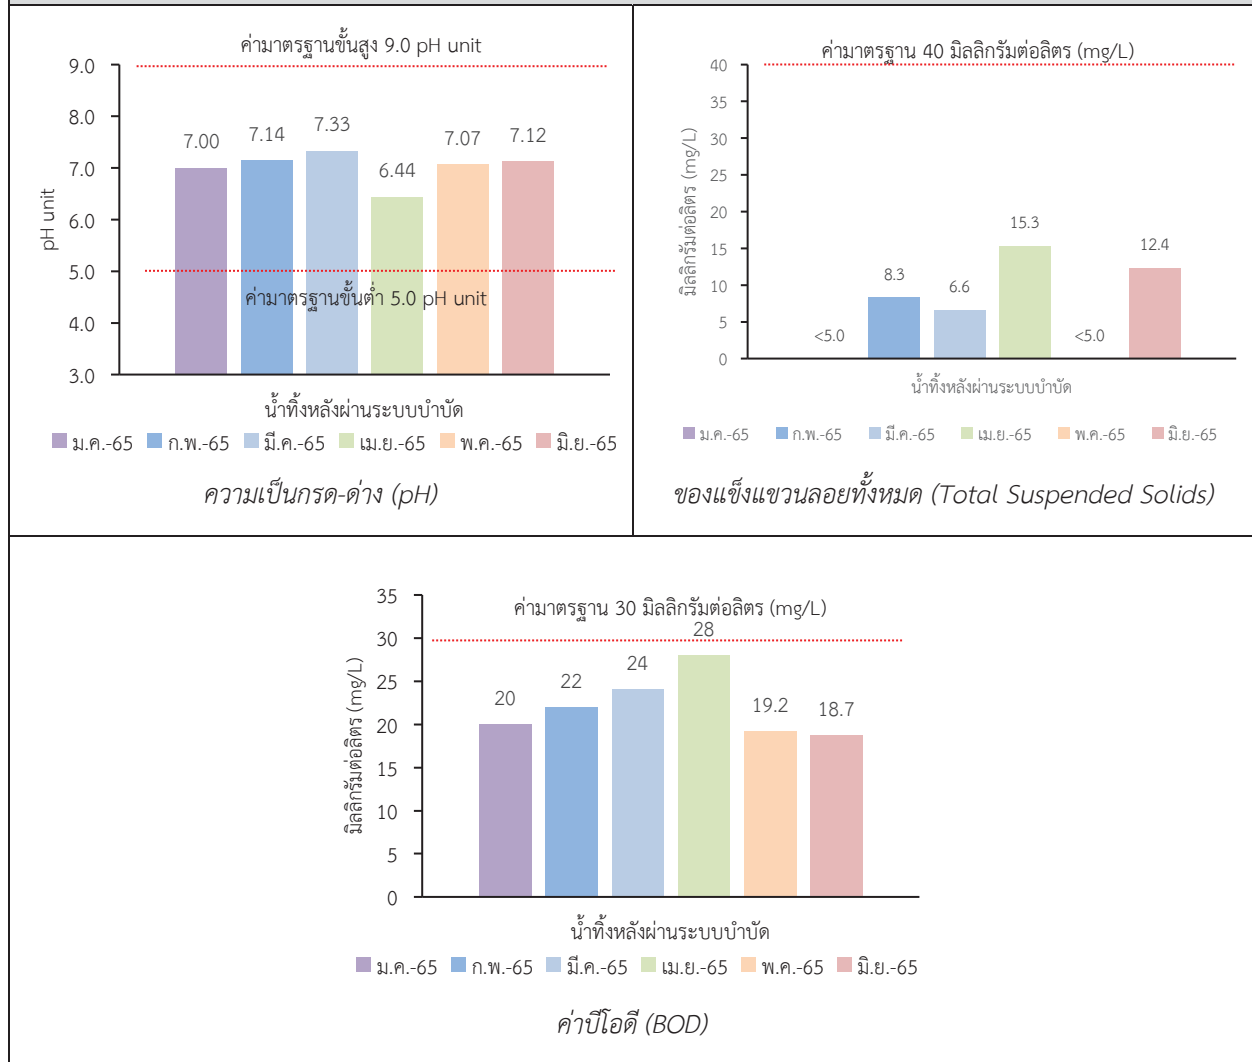 ค่ามาตรฐานขั้นสูง 9.0 pH unit
9.0
8.0
7.0
6.0
5.0
4.0
3.0
pH unit
7.00
7.14
7.33
6.44
7.07
7.12
ค่ามาตรฐานขั้นต่ำ 5.0 pH unit
น้ำทิ้งหลังผ่านระบบบำบัด
ม.ค.-65 ก.พ.-65 มี.ค.-65 เม.ย.-65 พ.ค.-65 มิ.ย.-65
ความเป็นกรด-ด่าง (pH)
ค่ามาตรฐาน 40 มิลลิกรัมต่อลิตร (mg/L)
40
35
30
25
20
15
10
5
0
มิลลิกรัมต่อลิตร (mg/L)
<5.0
8.3
6.6
15.3
<5.0
12.4
น้ำทิ้งหลังผ่านระบบบำบัด
ม.ค.-65 ก.พ.-65 มี.ค.-65 เม.ย.-65 พ.ค.-65 มิ.ย.-65
ของแข็งแขวนลอยทั้งหมด (Total Suspended Solids)
ค่ามาตรฐาน 30 มิลลิกรัมต่อลิตร (mg/L)
35
30
25
20
15
10
5
0
มิลลิกรัมต่อลิตร (mg/L)
20
22
24
28
19.2
18.7
น้ำทิ้งหลังผ่านระบบบำบัด
ม.ค.-65 ก.พ.-65 มี.ค.-65 เม.ย.-65 พ.ค.-65 มิ.ย.-65
ค่าบีโอดี (BOD)